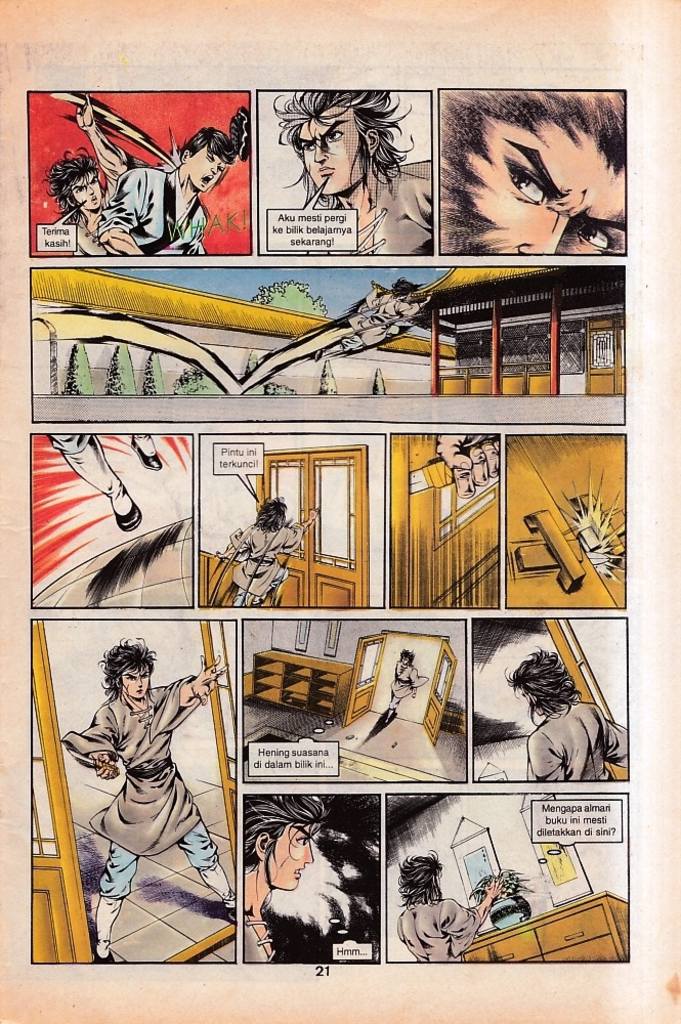 Terima
kasih!
WHAK!
Aku mesti pergi
ke bilik belajarnya
sekarang!
Pintu ini
terkunci!
Hening suasana
di dalam bilik ini...
Hmm...
Mengapa almari
buku ini mesti
diletakkan di sini?
21